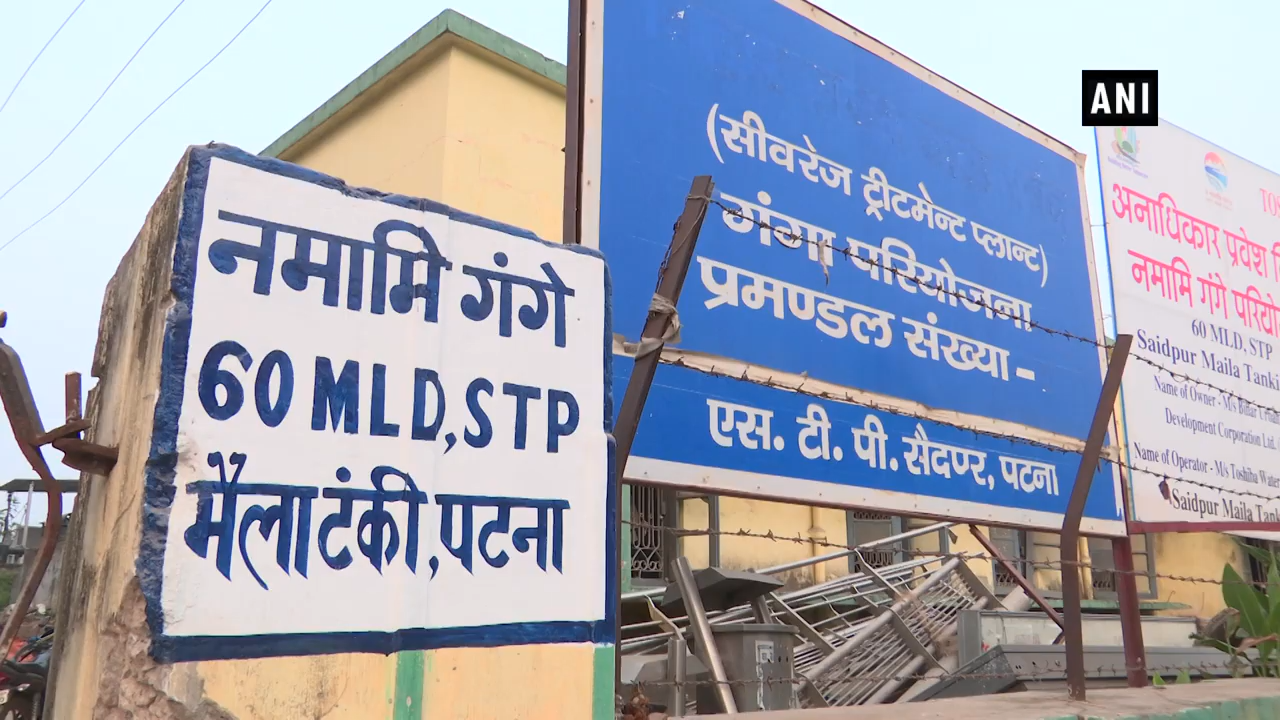 नमामि गंगे
60 MLD, STP
मैला टंकी, पटना
(सीवरेज ट्रीटमेन्ट प्लान्ट)
गंगा परियोजना
प्रमण्डल संख्या -
एस. टी. पी. सैदपुर, पटना
ANI
अनाधिकार प्रवेश
नमामि गंगे
60 MLD, STP
Saidpur Maila Tanki
Name of Owner - M/s Bihar
Development Corporation Ltd.
Name of Operator - M/s Toshiba Water
Saidpur Maila